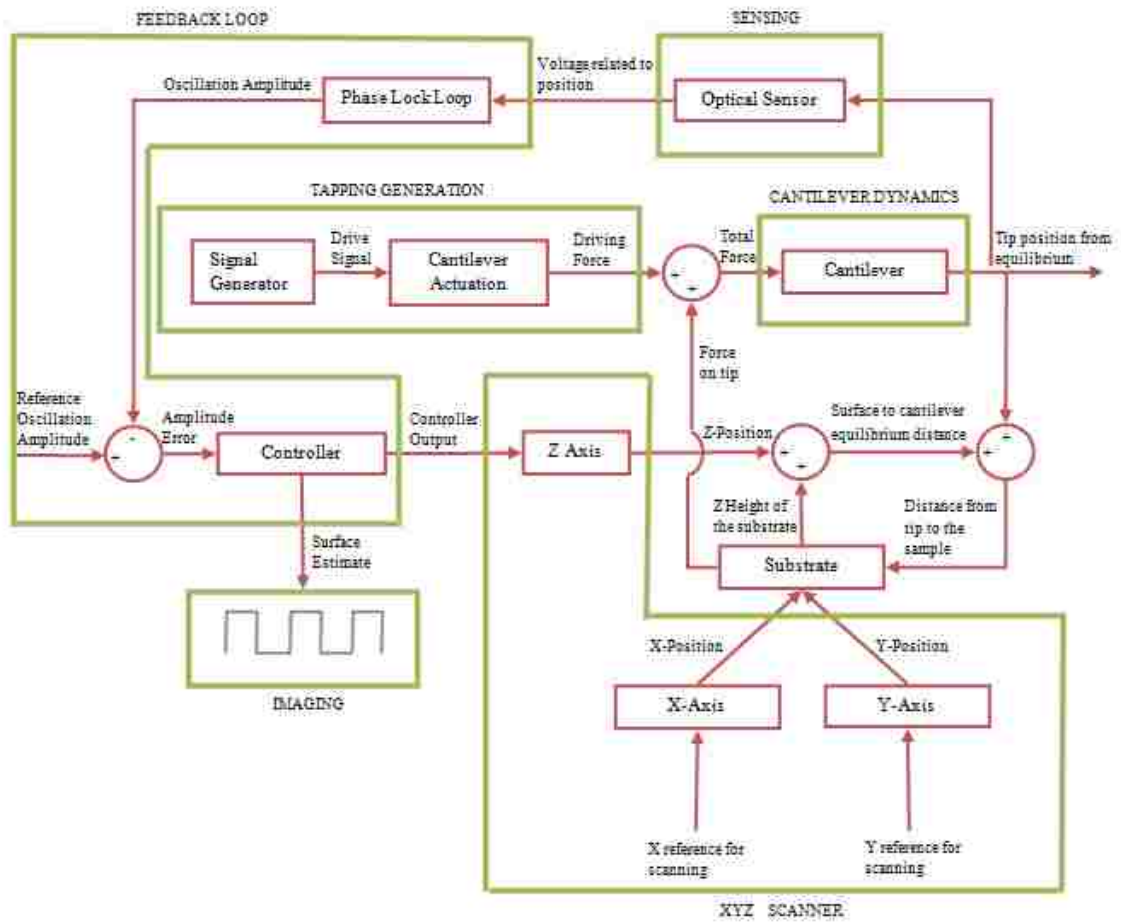 FEEDBACK LOOP
SENSING
Voltage related to
position
Oscillation Amplitude
Phase Lock Loop
Optical Sensor
TAPPING GENERATION
CANTILEVER DYNAMICS
Drive
Signal
Driving
Force
Total
Force
Tip position from
equilibrium
Signal
Generator
Cantilever
Actuation
+
+
Cantilever
Force
on tip
Reference
Oscillation
Amplitude
+
-
Amplitude
Error
Controller
Controller
Output
Z Axis
Z-Position
+
+
Surface to cantilever
equilibrium distance
+
+
Z Height of
the substrate
Distance from
tip to the
sample
Surface
Estimate
Substrate
X-Position
Y-Position
IMAGING
X-Axis
Y-Axis
X reference for
scanning
Y reference for
scanning
XYZ SCANNER